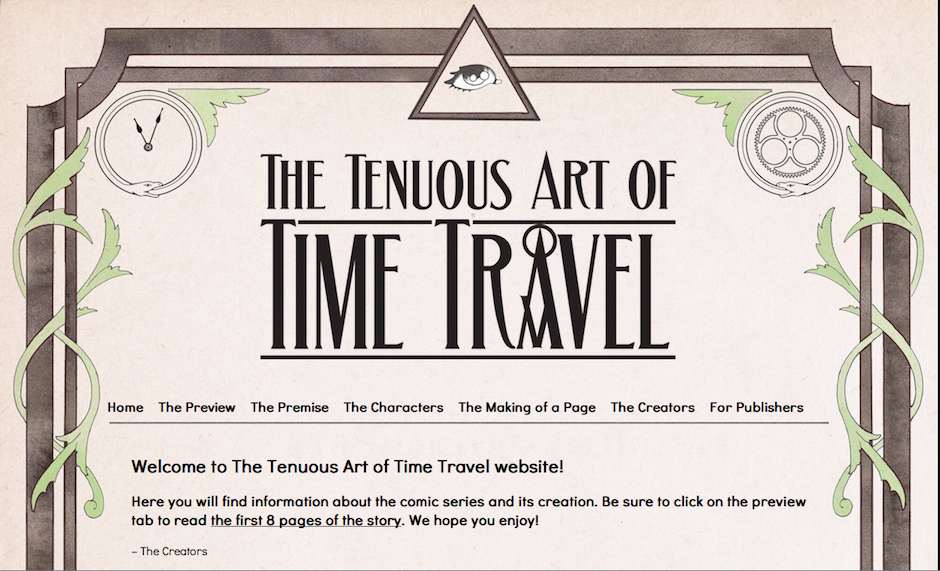 The Tenuous Art of
Time Travel
Home The Preview The Premise The Characters The Making of a Page The Creators For Publishers
Welcome to The Tenuous Art of Time Travel website!
Here you will find information about the comic series and its creation. Be sure to click on the preview
tab to read the first 8 pages of the story. We hope you enjoy!
– The Creators